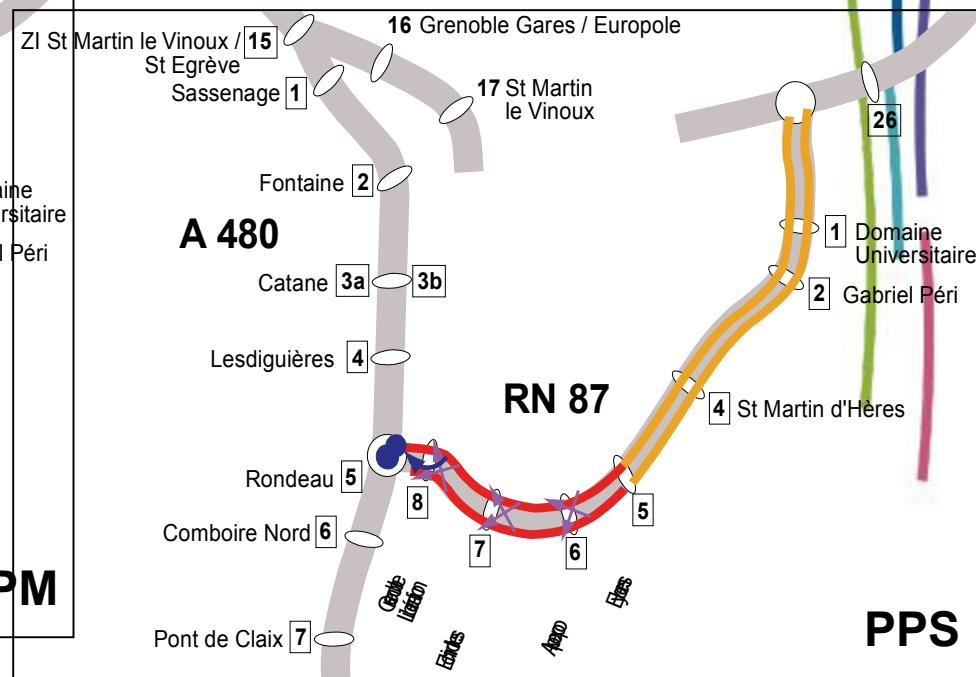 ZI St Martin le Vinoux / 15
St Egrève
Sassenage 1
16 Grenoble Gares / Europole
17 St Martin
le Vinoux
26
Fontaine 2
rsitaire
l Péri
A 480
1 Domaine
Universitaire
Catane 3a 3b
2 Gabriel Péri
Lesdiguières 4
RN 87
4 St Martin d'Hères
Rondeau 5
8
5
Comboire Nord 6
7
6
PM
Pont de Claix 7
PPS